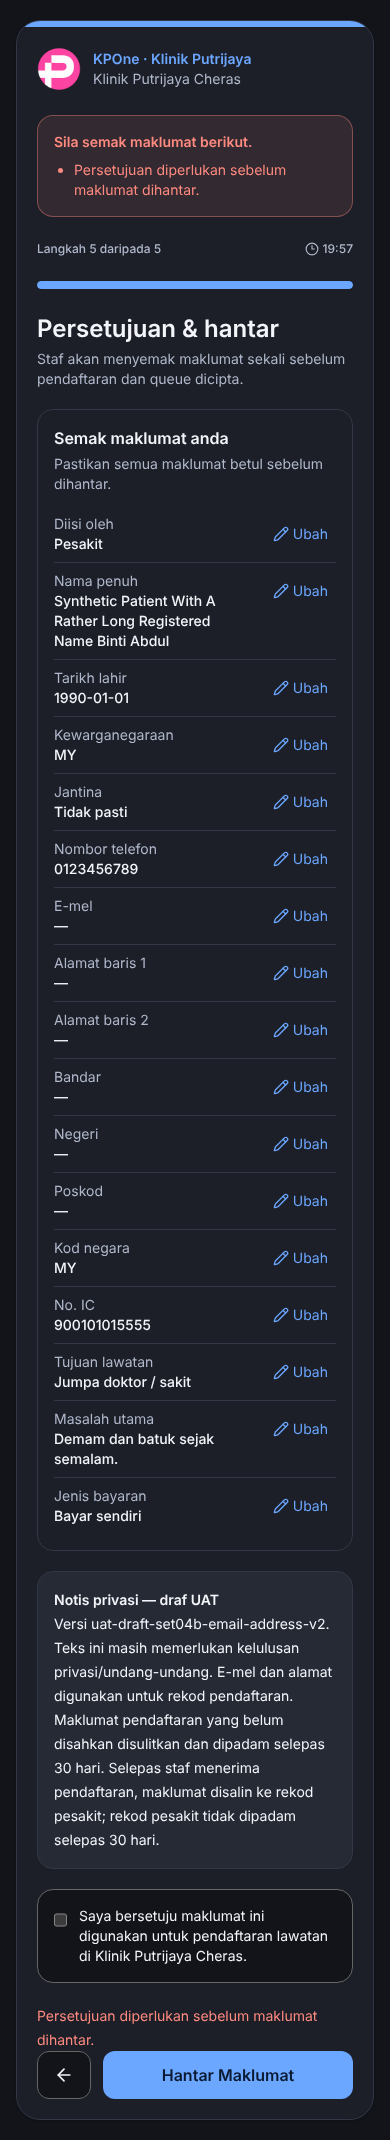 KPOne · Klinik Putrijaya
Klinik Putrijaya Cheras
Sila semak maklumat berikut.
• Persetujuan diperlukan sebelum
maklumat dihantar.
Langkah 5 daripada 5
19:57
Persetujuan & hantar
Staf akan menyemak maklumat sekali sebelum
pendaftaran dan queue dicipta.
Semak maklumat anda
Pastikan semua maklumat betul sebelum
dihantar.
Diisi oleh
Pesakit
Ubah
Nama penuh
Synthetic Patient With A
Rather Long Registered
Name Binti Abdul
Ubah
Tarikh lahir
1990-01-01
Ubah
Kewarganegaraan
MY
Ubah
Jantina
Tidak pasti
Ubah
Nombor telefon
0123456789
Ubah
E-mel
—
Ubah
Alamat baris 1
—
Ubah
Alamat baris 2
—
Ubah
Bandar
—
Ubah
Negeri
—
Ubah
Poskod
—
Ubah
Kod negara
MY
Ubah
No. IC
900101015555
Ubah
Tujuan lawatan
Jumpa doktor / sakit
Ubah
Masalah utama
Demam dan batuk sejak
semalam.
Ubah
Jenis bayaran
Bayar sendiri
Ubah
Notis privasi — draf UAT
Versi uat-draft-set04b-email-address-v2.
Teks ini masih memerlukan kelulusan
privasi/undang-undang. E-mel dan alamat
digunakan untuk rekod pendaftaran.
Maklumat pendaftaran yang belum
disahkan disulitkan dan dipadam selepas
30 hari. Selepas staf menerima
pendaftaran, maklumat disalin ke rekod
pesakit; rekod pesakit tidak dipadam
selepas 30 hari.
Saya bersetuju maklumat ini
digunakan untuk pendaftaran lawatan
di Klinik Putrijaya Cheras.
Persetujuan diperlukan sebelum maklumat
dihantar.
Hantar Maklumat